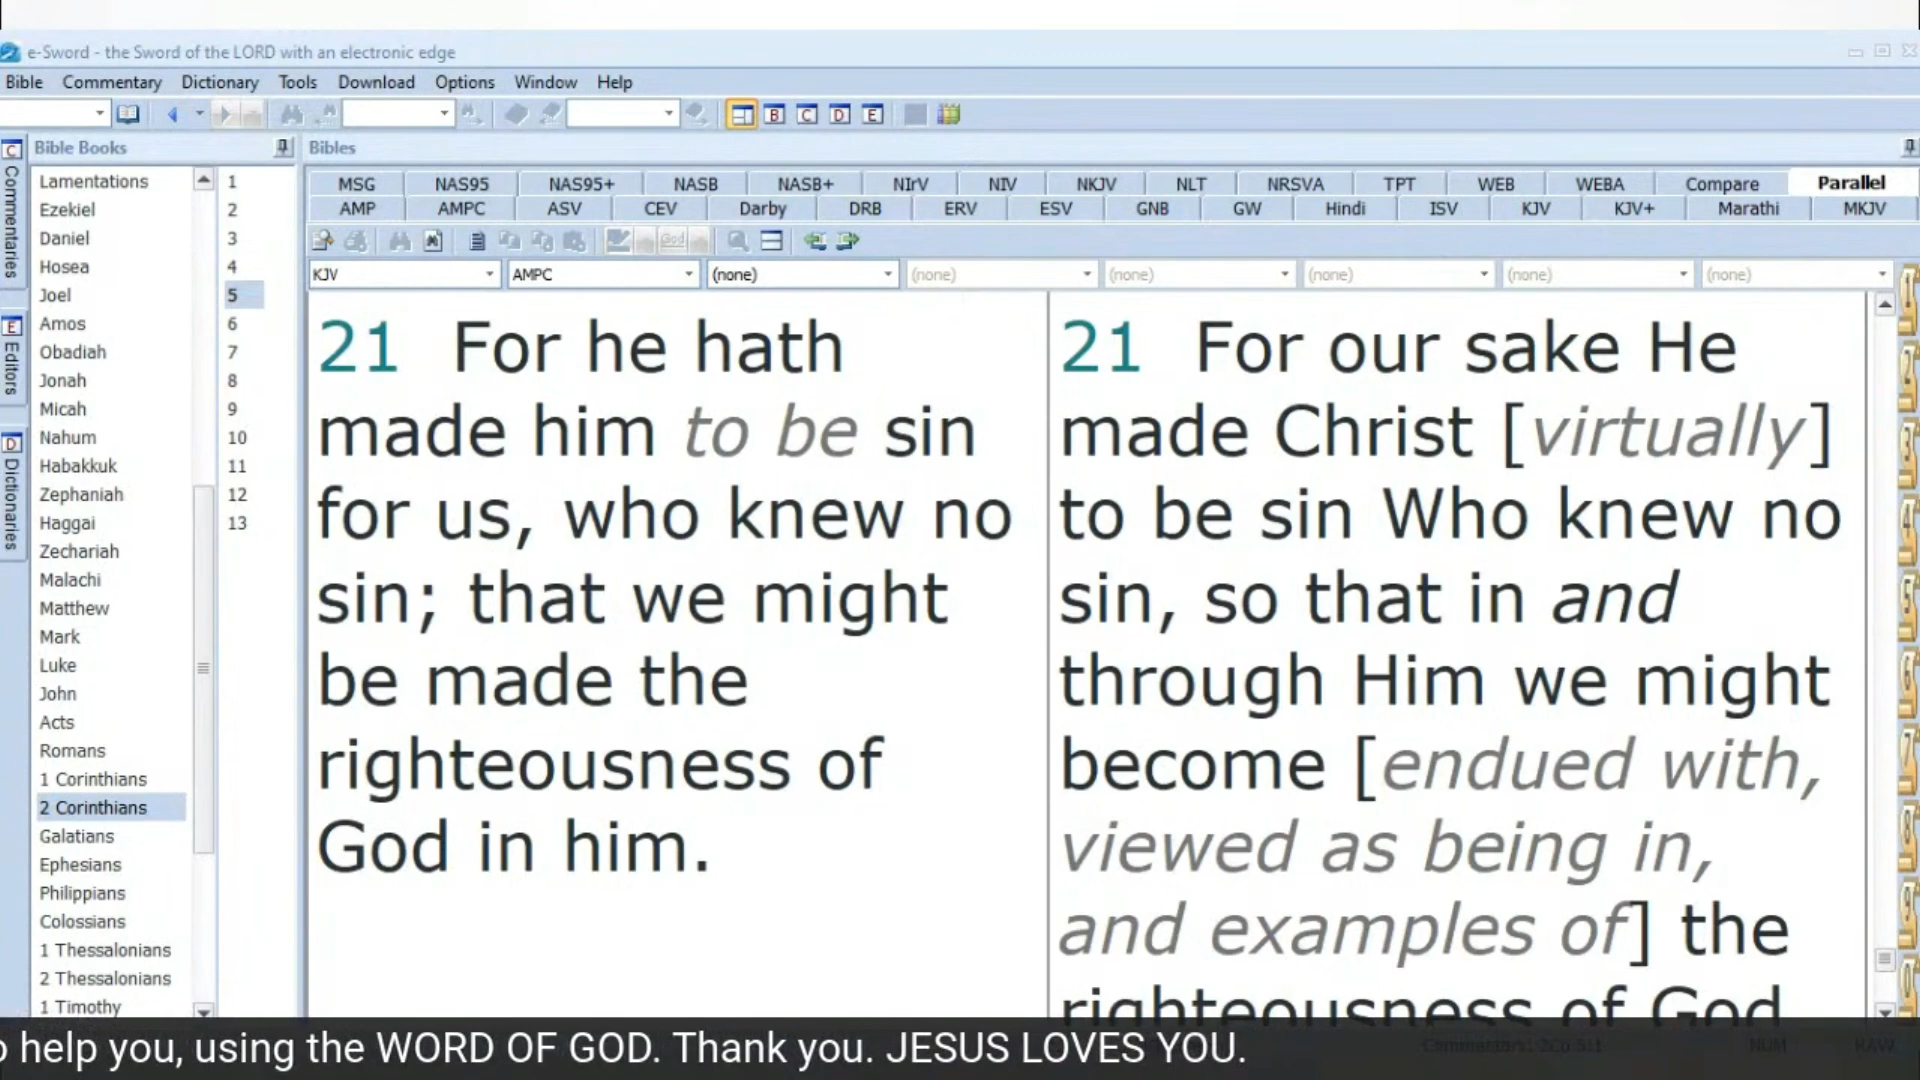 e-Sword - the Sword of the LORD with an electronic edge
Bible Commentary Dictionary Tools Download Options Window Help
B C D E
Bible Books
Bibles
C Commentaries
E Editors
D Dictionaries
Lamentations
Ezekiel
Daniel
Hosea
Joel
Amos
Obadiah
Jonah
Micah
Nahum
Habakkuk
Zephaniah
Haggai
Zechariah
Malachi
Matthew
Mark
Luke
John
Acts
Romans
1 Corinthians
2 Corinthians
Galatians
Ephesians
Philippians
Colossians
1 Thessalonians
2 Thessalonians
1 Timothy
1
2
3
4
5
6
7
8
9
10
11
12
13
MSG NAS95 NAS95+ NASB NASB+ NIrV NIV NKJV NLT NRSVA TPT WEB WEBA Compare Parallel
AMP AMPC ASV CEV Darby DRB ERV ESV GNB GW Hindi ISV KJV KJV+ Marathi MKJV
God
KJV AMPC (none) (none) (none) (none) (none) (none)
21 For he hath
made him to be sin
for us, who knew no
sin; that we might
be made the
righteousness of
God in him.
21 For our sake He
made Christ [virtually]
to be sin Who knew no
sin, so that in and
through Him we might
become [endued with,
viewed as being in,
and examples of] the
righteousness of God
help you, using the WORD OF GOD. Thank you. JESUS LOVES YOU.
NUM